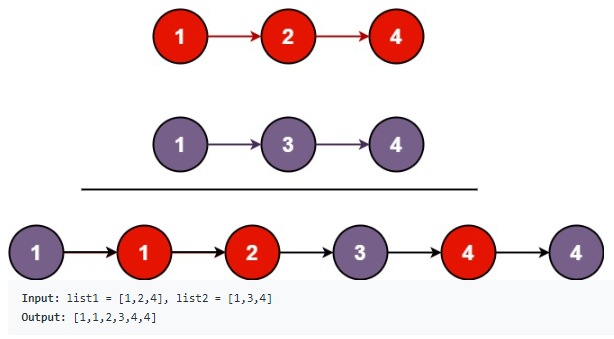 1 2 4
1 3 4
1 1 2 3 4 4
Input: list1 = [1,2,4], list2 = [1,3,4]
Output: [1,1,2,3,4,4]